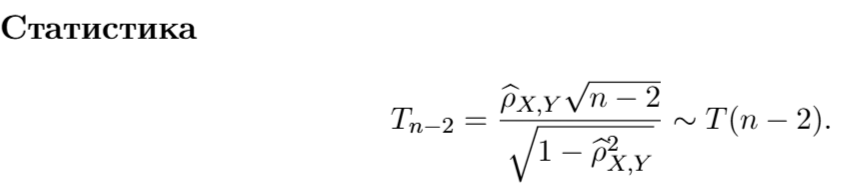 Статистика
$$T_{n-2} = \frac{\widehat{\rho}_{X,Y}\sqrt{n-2}}{\sqrt{1-\widehat{\rho}^2_{X,Y}}} \sim T(n-2).$$